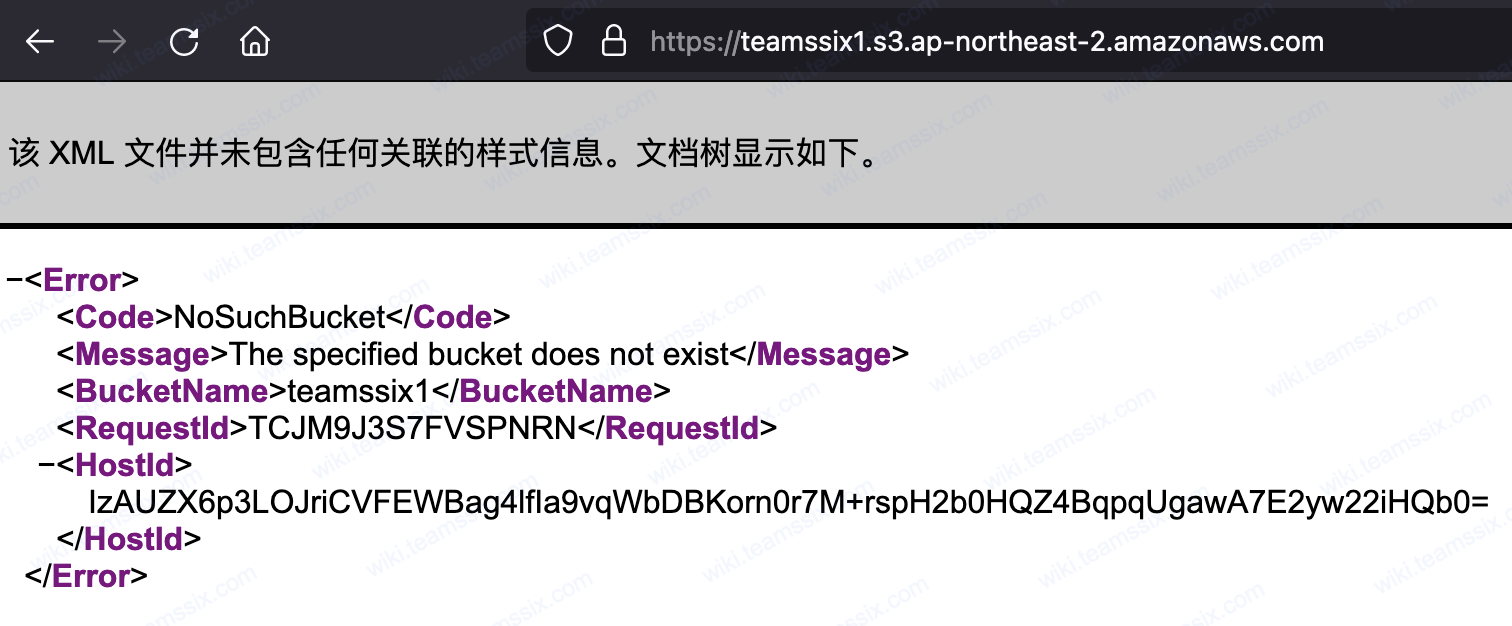 https://teamssix1.s3.ap-northeast-2.amazonaws.com
该 XML 文件并未包含任何关联的样式信息。文档树显示如下。
−<Error>
<Code>NoSuchBucket</Code>
<Message>The specified bucket does not exist</Message>
<BucketName>teamssix1</BucketName>
<RequestId>TCJM9J3S7FVSPNRN</RequestId>
−<HostId>
IzAUZX6p3LOJriCVFEWBag4lfla9vqWbDBKorn0r7M+rspH2b0HQZ4BqpqUgawA7E2yw22iHQb0=
</HostId>
</Error>
wiki.teamssix.com